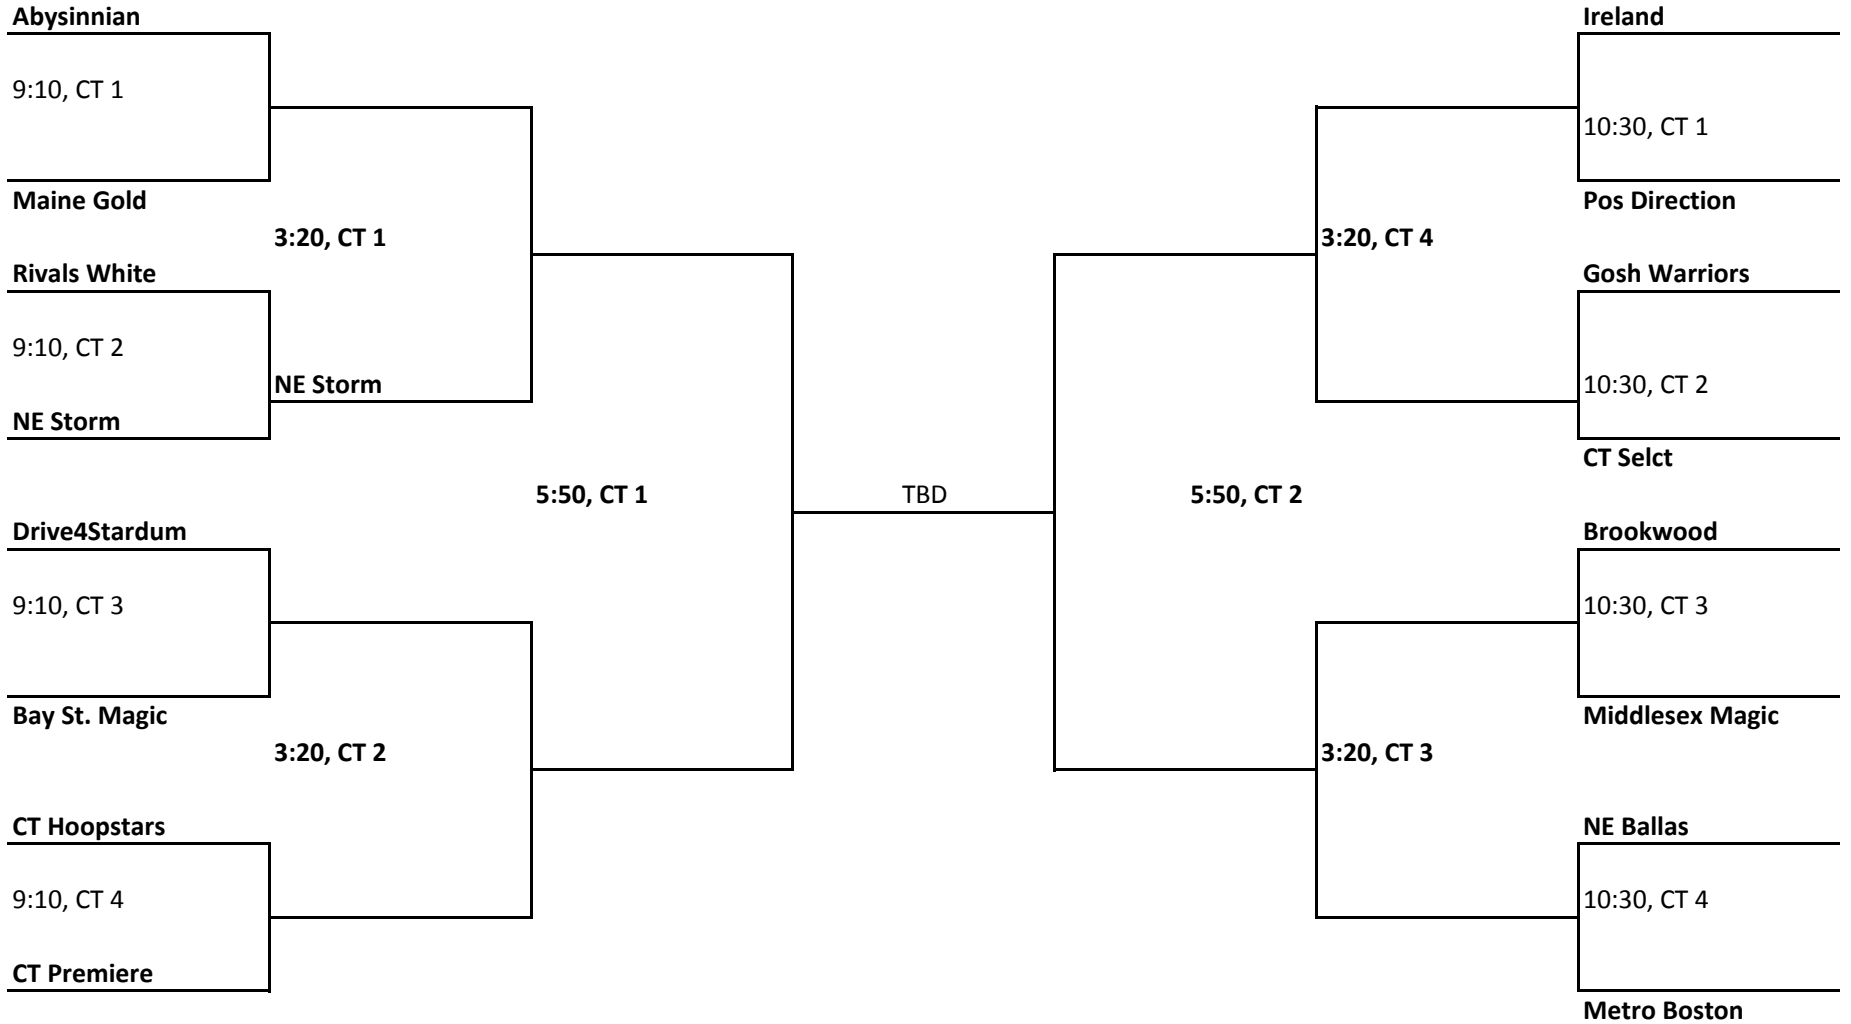 Abysinnian
Ireland
9:10, CT 1
10:30, CT 1
Maine Gold
Pos Direction
3:20, CT 1
3:20, CT 4
Rivals White
Gosh Warriors
9:10, CT 2
NE Storm
10:30, CT 2
NE Storm
CT Selct
5:50, CT 1
TBD
5:50, CT 2
Drive4Stardum
Brookwood
9:10, CT 3
10:30, CT 3
Bay St. Magic
Middlesex Magic
3:20, CT 2
3:20, CT 3
CT Hoopstars
NE Ballas
9:10, CT 4
10:30, CT 4
CT Premiere
Metro Boston